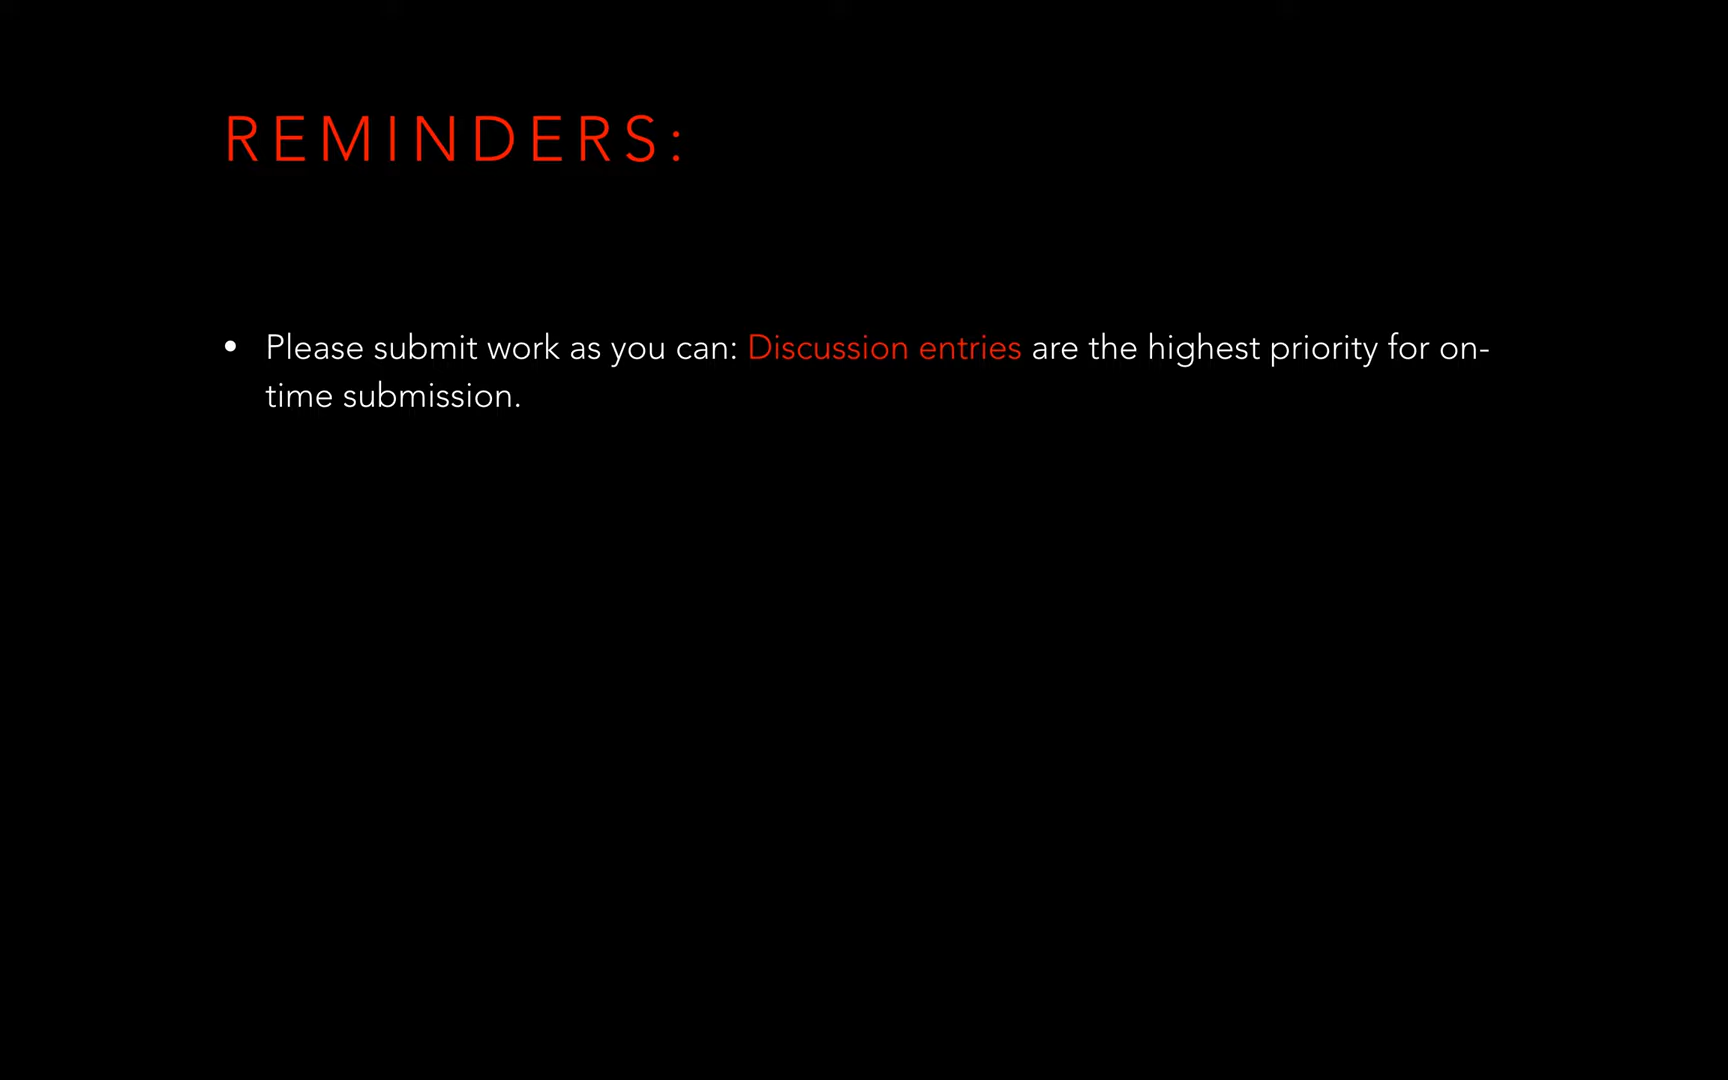 REMINDERS:
• Please submit work as you can: Discussion entries are the highest priority for on-
time submission.